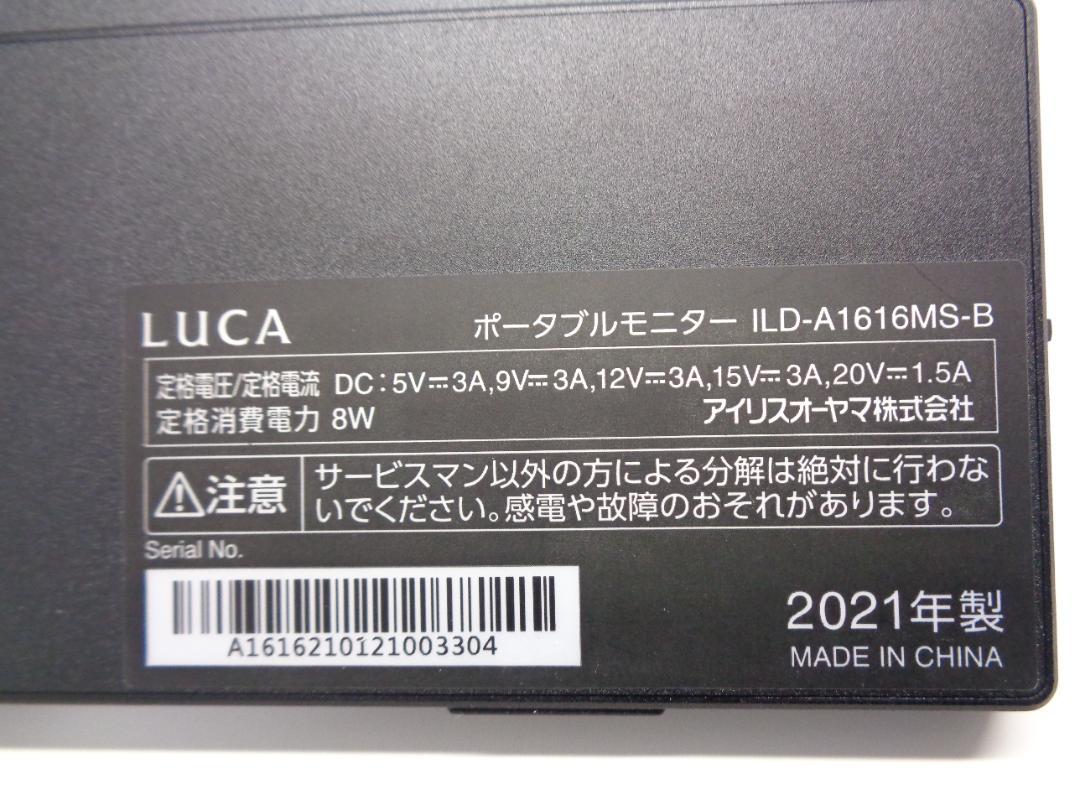 LUCA
ポータブルモニター ILD-A1616MS-B
定格電圧/定格電流 DC:5V⎓3A,9V⎓3A,12V⎓3A,15V⎓3A,20V⎓1.5A
定格消費電力 8W
アイリスオーヤマ株式会社
注意
サービスマン以外の方による分解は絶対に行わな
いでください。感電や故障のおそれがあります。
Serial No.
A1616210121003304
2021年製
MADE IN CHINA